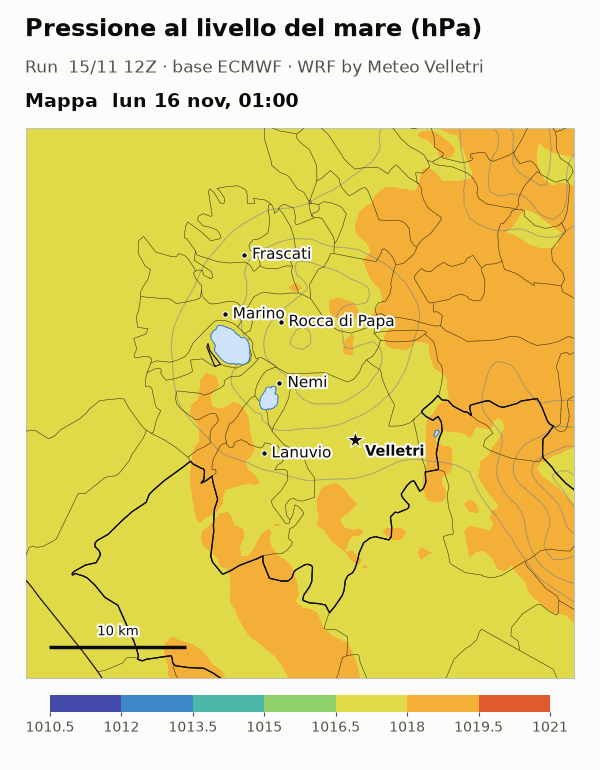 Pressione al livello del mare (hPa)
Run  15/11 12Z · base ECMWF · WRF by Meteo Velletri
Mappa  lun 16 nov, 01:00
Frascati
Marino
Rocca di Papa
Nemi
Velletri
Lanuvio
10 km
1010.5 1012 1013.5 1015 1016.5 1018 1019.5 1021